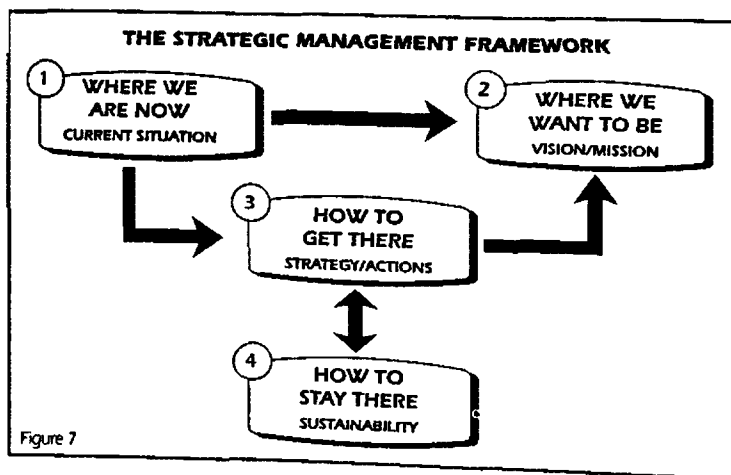 THE STRATEGIC MANAGEMENT FRAMEWORK
1
WHERE WE
ARE NOW
CURRENT SITUATION
2
WHERE WE
WANT TO BE
VISION/MISSION
3
HOW TO
GET THERE
STRATEGY/ACTIONS
4
HOW TO
STAY THERE
SUSTAINABILITY
Figure 7